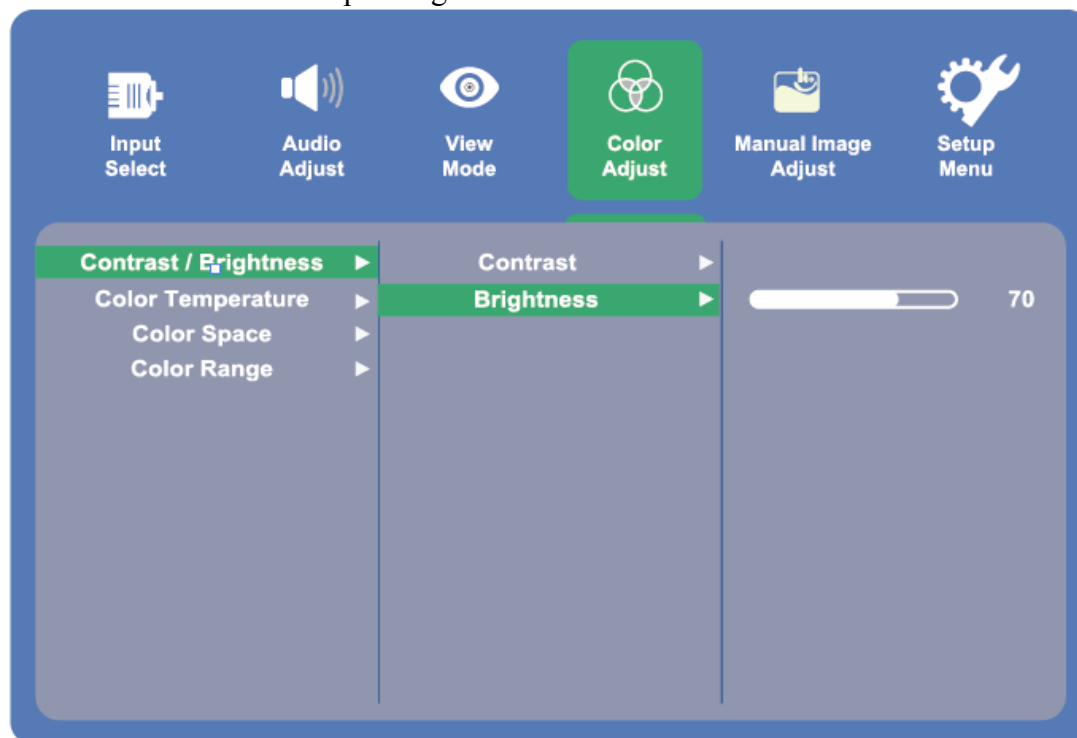 Input
Select
Audio
Adjust
View
Mode
Color
Adjust
Manual Image
Adjust
Setup
Menu
Contrast / Brightness
Color Temperature
Color Space
Color Range
Contrast
Brightness
70